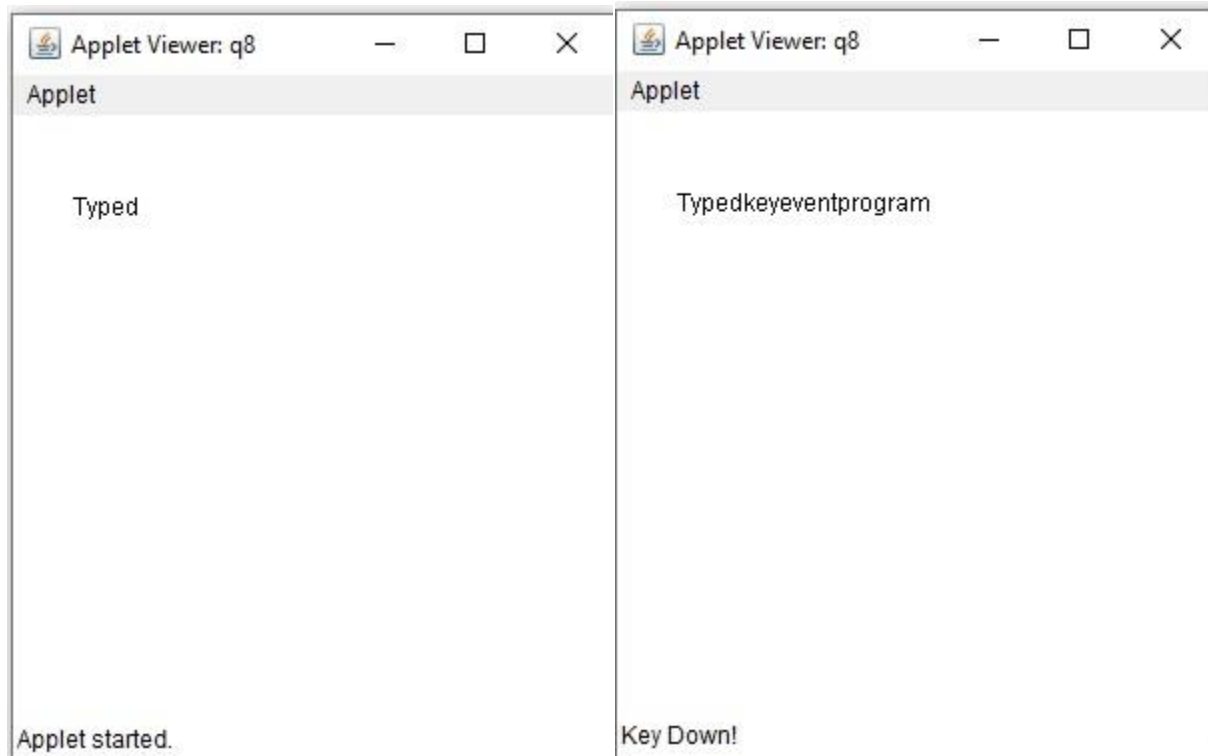 Applet Viewer: q8
Applet
Typed
Applet started.
Applet Viewer: q8
Applet
Typedkeyeventprogram
Key Down!